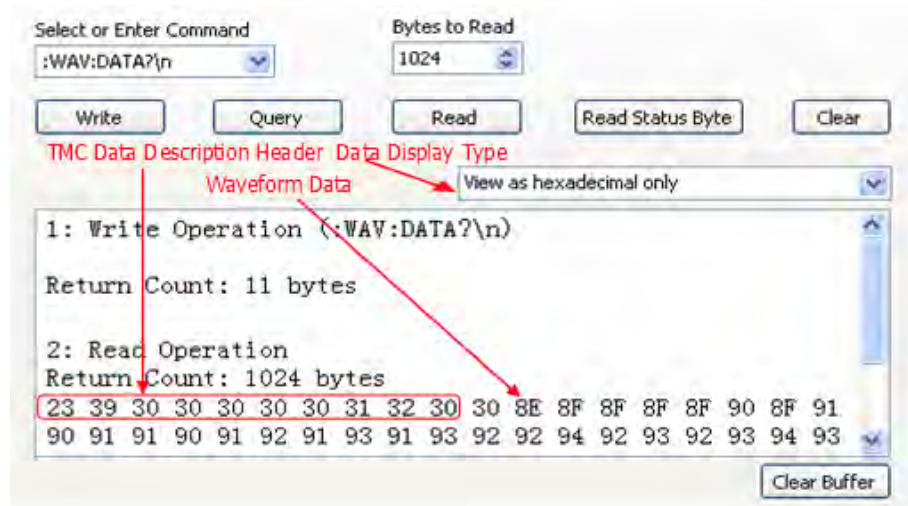 Select or Enter Command Bytes to Read
:WAV:DATA?\n 1024
Write Query Read Read Status Byte Clear
TMC Data Description Header Data Display Type
Waveform Data View as hexadecimal only
1: Write Operation (:WAV:DATA?\n)
Return Count: 11 bytes
2: Read Operation
Return Count: 1024 bytes
23 39 30 30 30 30 30 31 32 30 30 8E 8F 8F 8F 8F 90 8F 91
90 91 91 90 91 92 91 93 91 93 92 92 94 92 93 92 93 94 93
Clear Buffer